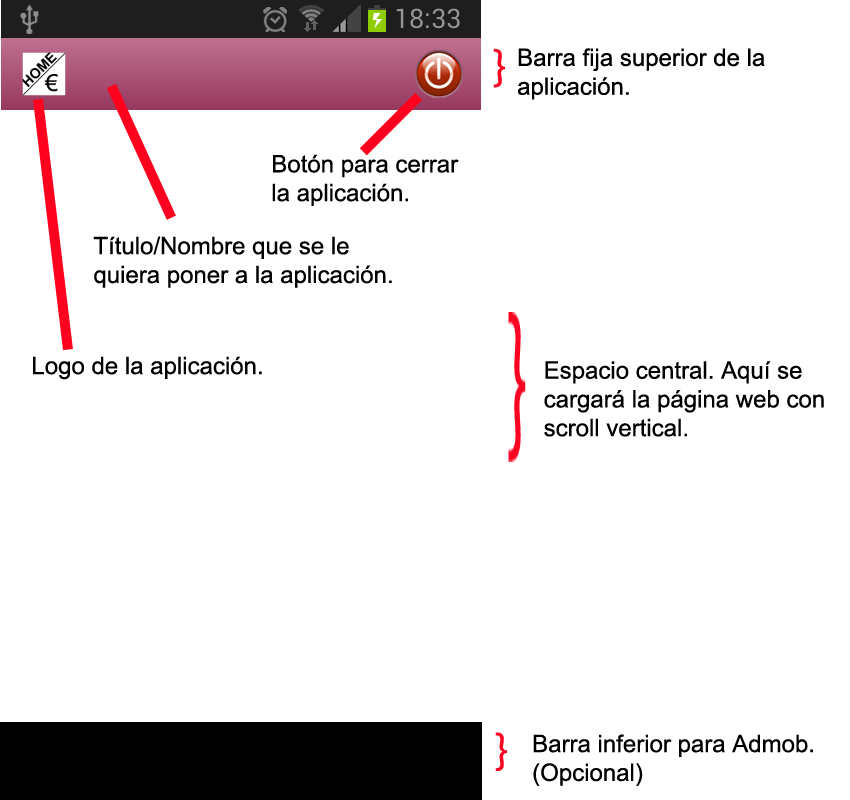 18:33
HOME
€
Barra fija superior de la
aplicación.
Botón para cerrar
la aplicación.
Título/Nombre que se le
quiera poner a la aplicación.
Logo de la aplicación.
Espacio central. Aquí se
cargará la página web con
scroll vertical.
Barra inferior para Admob.
(Opcional)